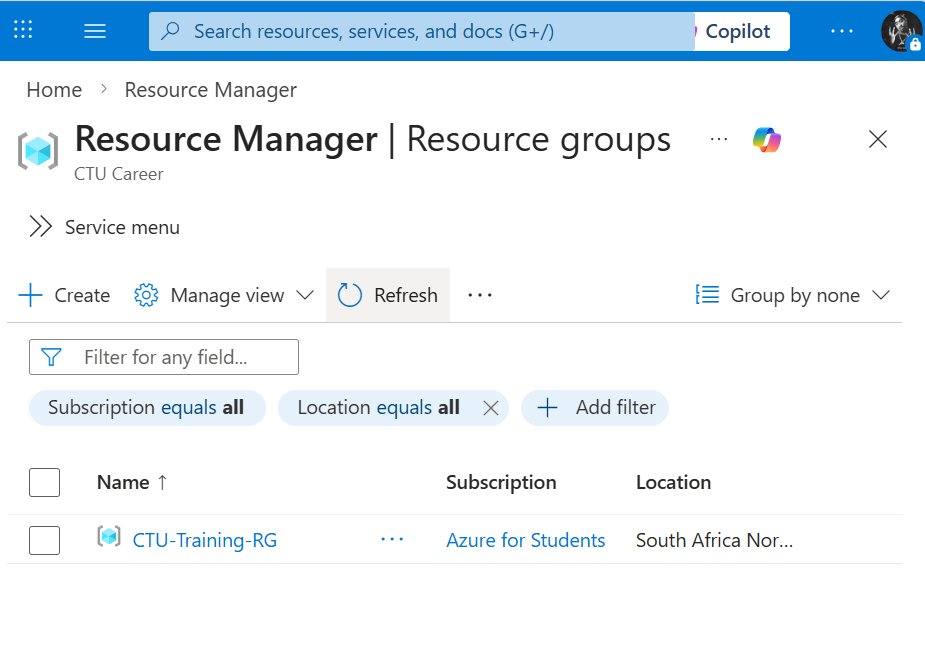 Search resources, services, and docs (G+/)
Copilot
Home > Resource Manager
Resource Manager | Resource groups
CTU Career
Service menu
Create Manage view Refresh Group by none
Filter for any field...
Subscription equals all Location equals all Add filter
Name ↑ Subscription Location
CTU-Training-RG Azure for Students South Africa Nor...